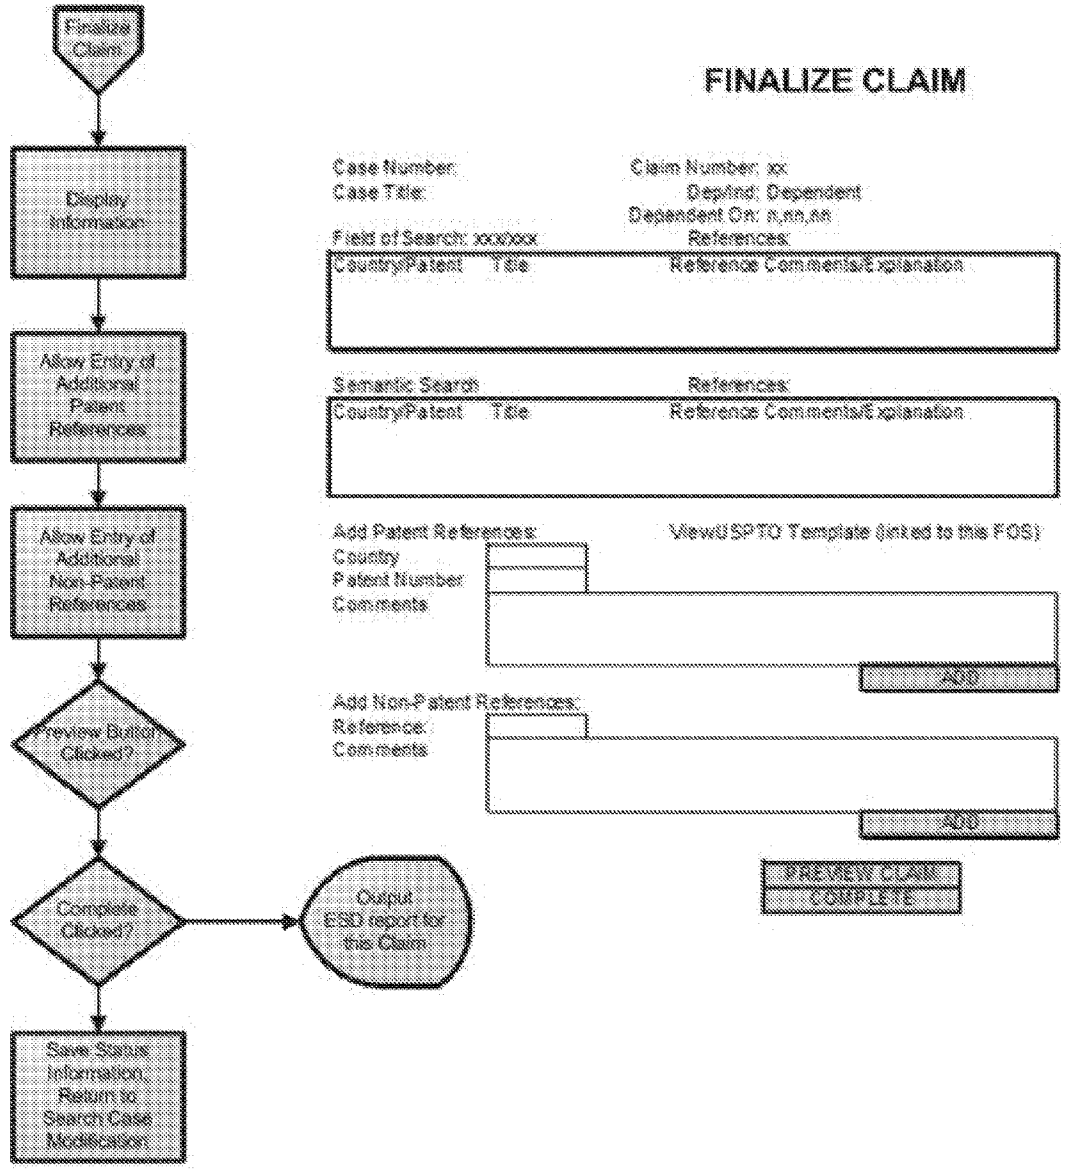 Finalize
Claim
Display
Information
Allow Entry of
Additional
Patent
References
Allow Entry of
Additional
Non-Patent
References
Preview Button
Clicked?
Complete
Clicked?
Output
ESD report for
this Claim
Save Status
Information,
Return to
Search Case
Modification
FINALIZE CLAIM
Case Number: Claim Number: xx
Case Title: Dep/Ind: Dependent
Dependent On: n,nn,nn
Field of Search: xxx/xxx References:
Country/Patent Title Reference Comments/Explanation
Semantic Search References:
Country/Patent Title Reference Comments/Explanation
Add Patent References: ViewUSPTO Template (linked to this FOS)
Country
Patent Number
Comments
ADD
Add Non-Patent References:
Reference:
Comments
ADD
PREVIEW CLAIM
COMPLETE